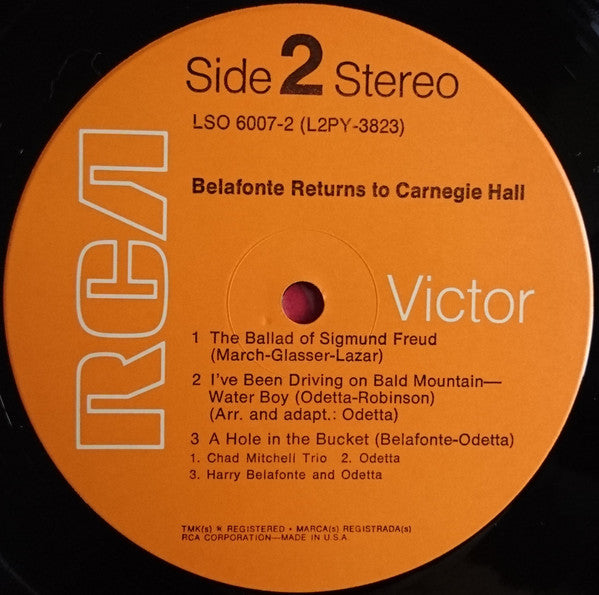 Side 2 Stereo
LSO 6007-2 (L2PY-3823)
Belafonte Returns to Carnegie Hall
RCA
Victor
1 The Ballad of Sigmund Freud
(March-Glasser-Lazar)
2 I've Been Driving on Bald Mountain—
Water Boy (Odetta-Robinson)
(Arr. and adapt.: Odetta)
3 A Hole in the Bucket (Belafonte-Odetta)
1. Chad Mitchell Trio 2. Odetta
3. Harry Belafonte and Odetta
TMK(s) ★ REGISTERED • MARCA(s) REGISTRADA(s)
RCA CORPORATION—MADE IN U.S.A.